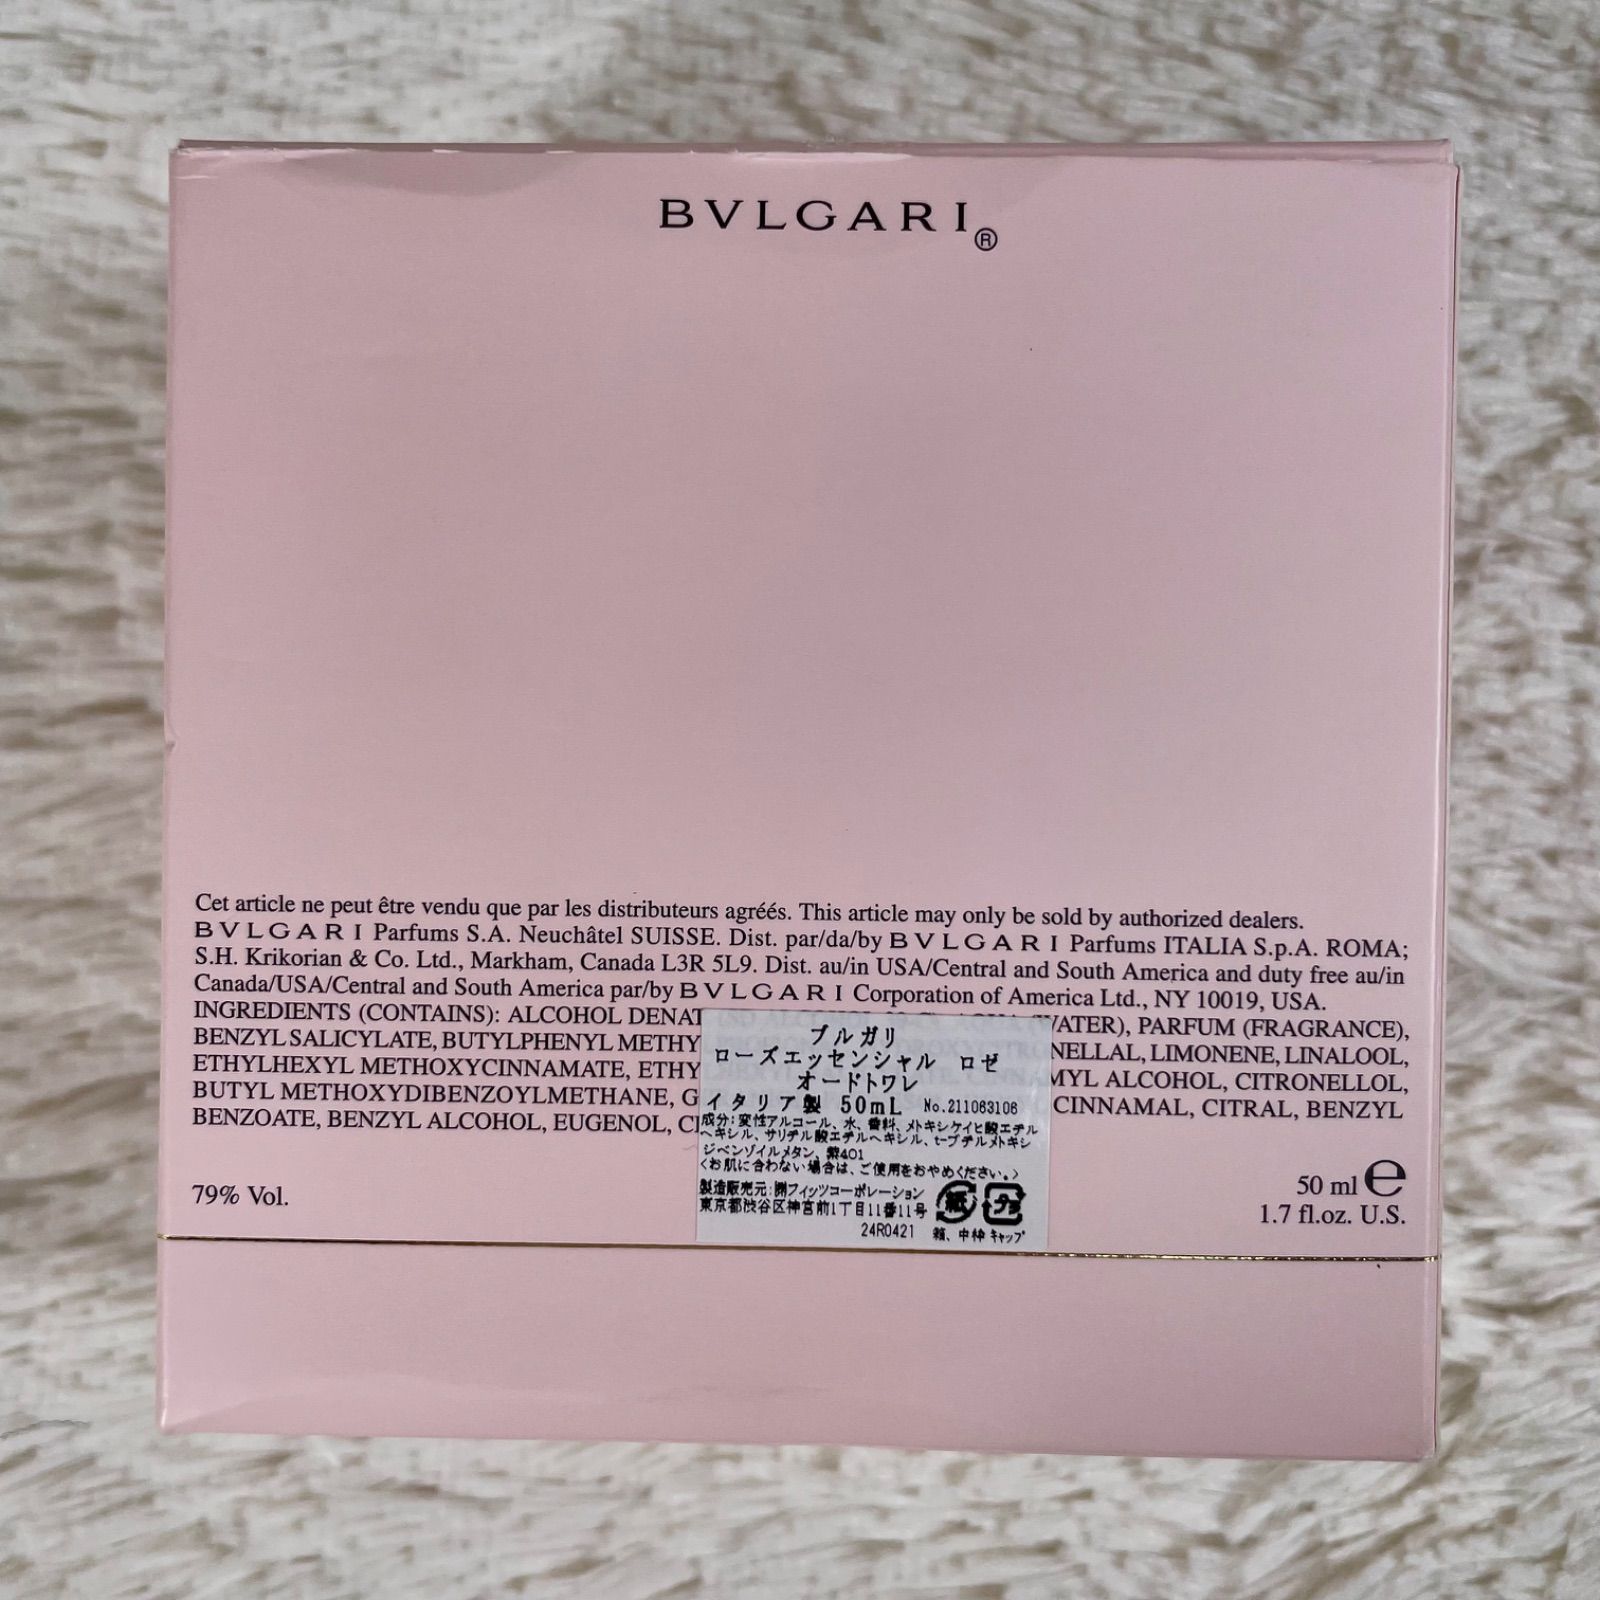 BVLGARI®
Cet article ne peut être vendu que par les distributeurs agréés. This article may only be sold by authorized dealers.
BVLGARI Parfums S.A. Neuchâtel SUISSE. Dist. par/da/by BVLGARI Parfums ITALIA S.p.A. ROMA;
S.H. Krikorian & Co. Ltd., Markham, Canada L3R 5L9. Dist. au/in USA/Central and South America and duty free au/in
Canada/USA/Central and South America par/by BVLGARI Corporation of America Ltd., NY 10019, USA.
INGREDIENTS (CONTAINS): ALCOHOL DENAT (WATER), PARFUM (FRAGRANCE),
BENZYL SALICYLATE, BUTYLPHENYL METHY NELLAL, LIMONENE, LINALOOL,
ETHYLHEXYL METHOXYCINNAMATE, ETHY CINNAMYL ALCOHOL, CITRONELLOL,
BUTYL METHOXYDIBENZOYLMETHANE, G CINNAMAL, CITRAL, BENZYL
BENZOATE, BENZYL ALCOHOL, EUGENOL, CI
ブルガリ
ローズエッセンシャル ロゼ
オードトワレ
イタリア製 50mL No.211063106
成分:変性アルコール、水、香料、メトキシケイヒ酸エチル
ヘキシル、サリチル酸エチルヘキシル、t-ブチルメトキシ
ジベンゾイルメタン、紫401
<お肌に合わない場合は、ご使用をおやめください。>
製造販売元:㈱フィッツコーポレーション
東京都渋谷区神宮前1丁目11番11号
24R0421
紙 プラ
箱、中枠 キャップ
79% Vol.
50 ml ℮
1.7 fl.oz. U.S.